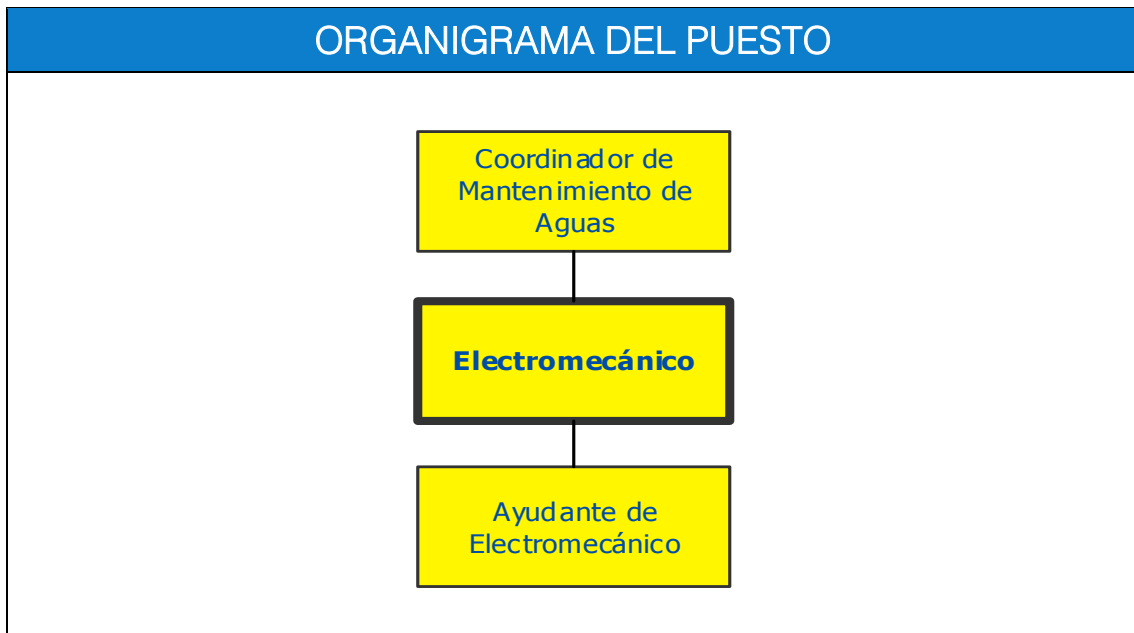 ORGANIGRAMA DEL PUESTO
Coordinador de
Mantenimiento de
Aguas
Electromecánico
Ayudante de
Electromecánico